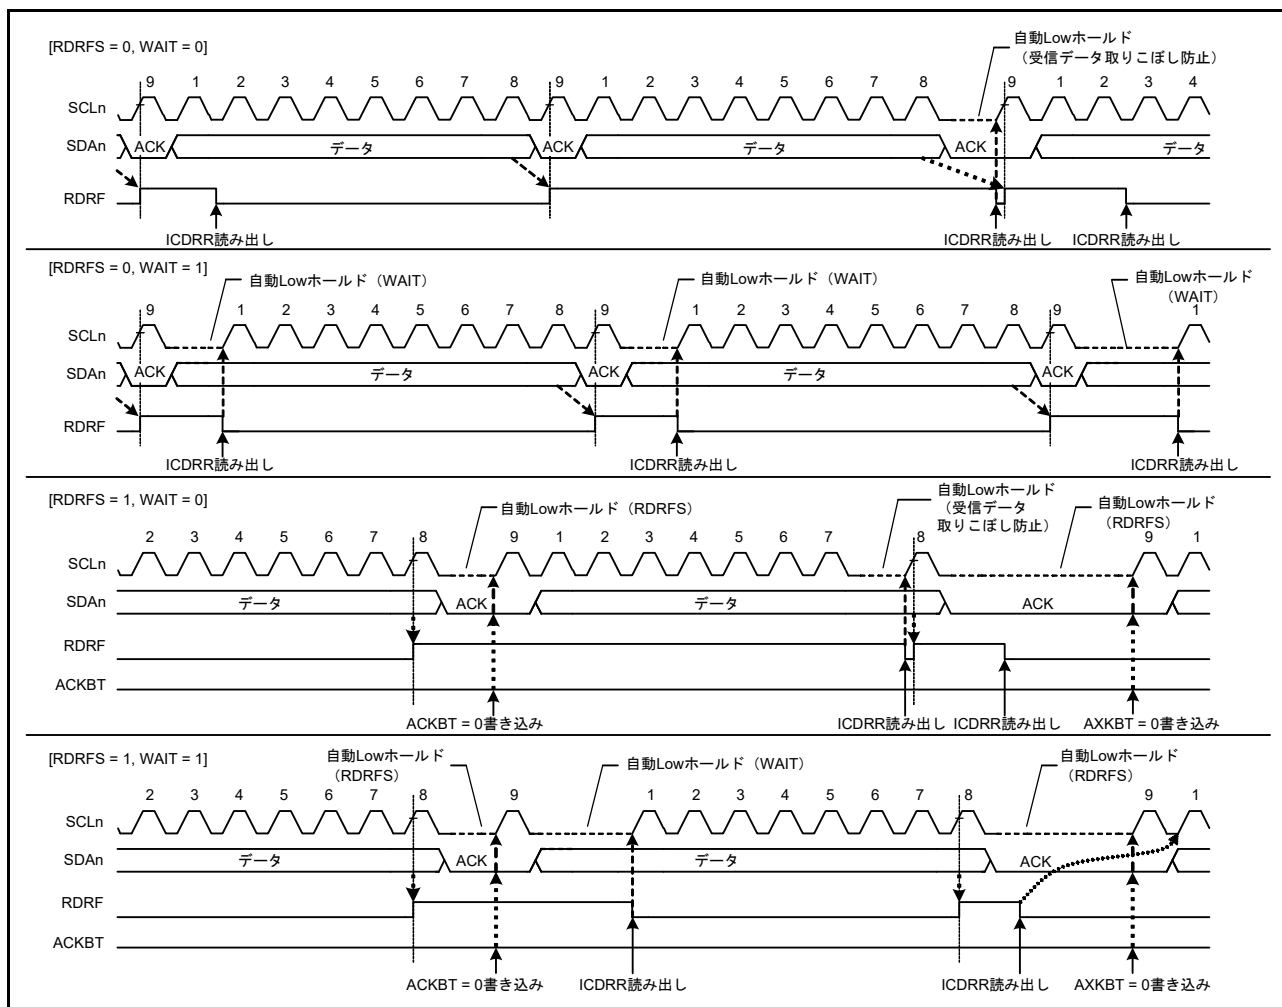 [RDRFS = 0, WAIT = 0]
自動Lowホールド
（受信データ取りこぼし防止）
9 1 2 3 4 5 6 7 8 9 1 2 3 4 5 6 7 8 9 1 2 3 4
SCLn
SDAn ACK データ ACK データ ACK データ
RDRF
ICDRR読み出し ICDRR読み出し ICDRR読み出し
[RDRFS = 0, WAIT = 1]
自動Lowホールド（WAIT） 自動Lowホールド（WAIT） 自動Lowホールド
（WAIT）
9 1 2 3 4 5 6 7 8 9 1 2 3 4 5 6 7 8 9 1
SCLn
SDAn ACK データ ACK データ ACK
RDRF
ICDRR読み出し ICDRR読み出し ICDRR読み出し
[RDRFS = 1, WAIT = 0]
自動Lowホールド（RDRFS）
自動Lowホールド
（受信データ
取りこぼし防止）
自動Lowホールド
（RDRFS）
2 3 4 5 6 7 8 9 1 2 3 4 5 6 7 8 9 1
SCLn
SDAn データ ACK データ ACK
RDRF
ACKBT
ACKBT = 0書き込み ICDRR読み出し ICDRR読み出し AXKBT = 0書き込み
[RDRFS = 1, WAIT = 1]
自動Lowホールド
（RDRFS）
自動Lowホールド（WAIT）
自動Lowホールド
（RDRFS）
2 3 4 5 6 7 8 9 1 2 3 4 5 6 7 8 9 1
SCLn
SDAn データ ACK データ ACK
RDRF
ACKBT
ACKBT = 0書き込み ICDRR読み出し ICDRR読み出し AXKBT = 0書き込み